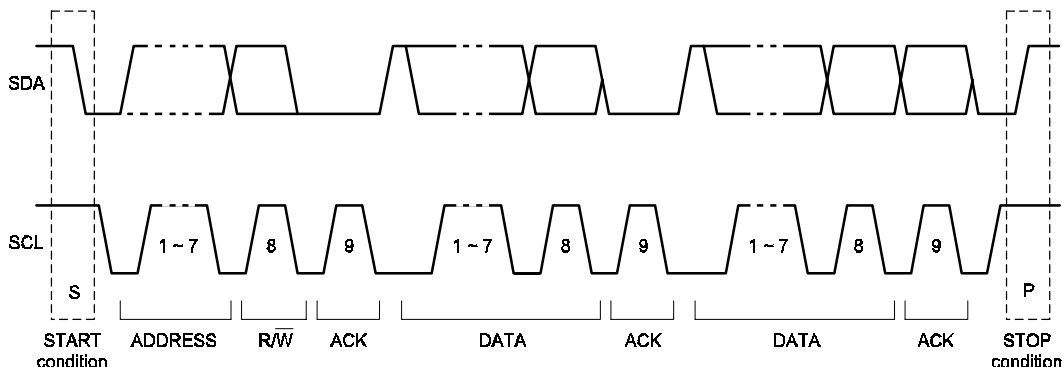 SDA
SCL
1 ~ 7 8 9 1 ~ 7 8 9 1 ~ 7 8 9
S P
START condition
ADDRESS
R/W̅
ACK
DATA
ACK
DATA
ACK
STOP condition